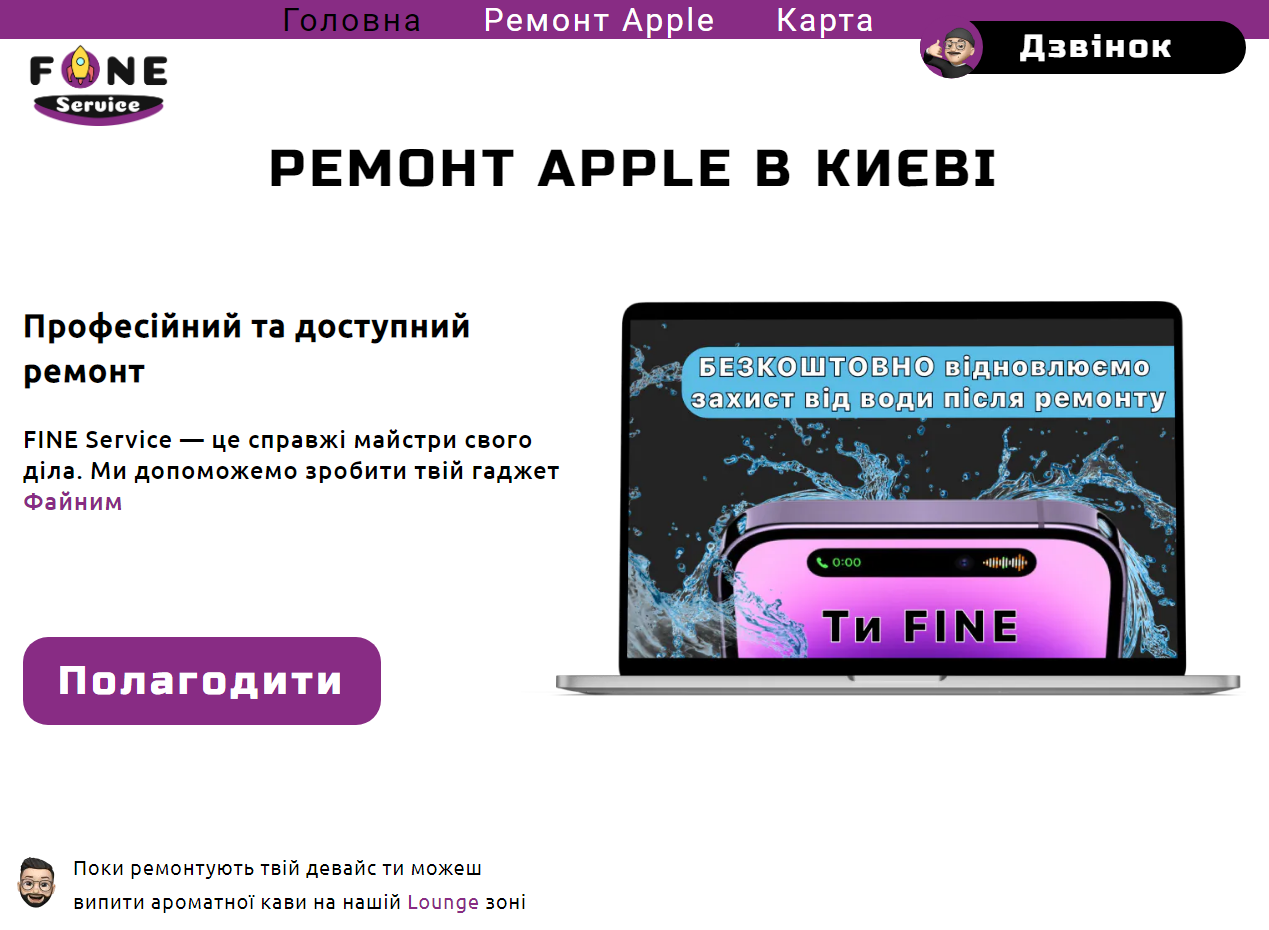 Головна Ремонт Apple Карта
Дзвінок
FINE
Service
РЕМОНТ APPLE В КИЄВІ
Професійний та доступний
ремонт
FINE Service — це справжі майстри свого
діла. Ми допоможемо зробити твій гаджет
Файним
Полагодити
БЕЗКОШТОВНО відновлюємо
захист від води після ремонту
0:00
Ти FINE
Поки ремонтують твій девайс ти можеш
випити ароматної кави на нашій Lounge зоні